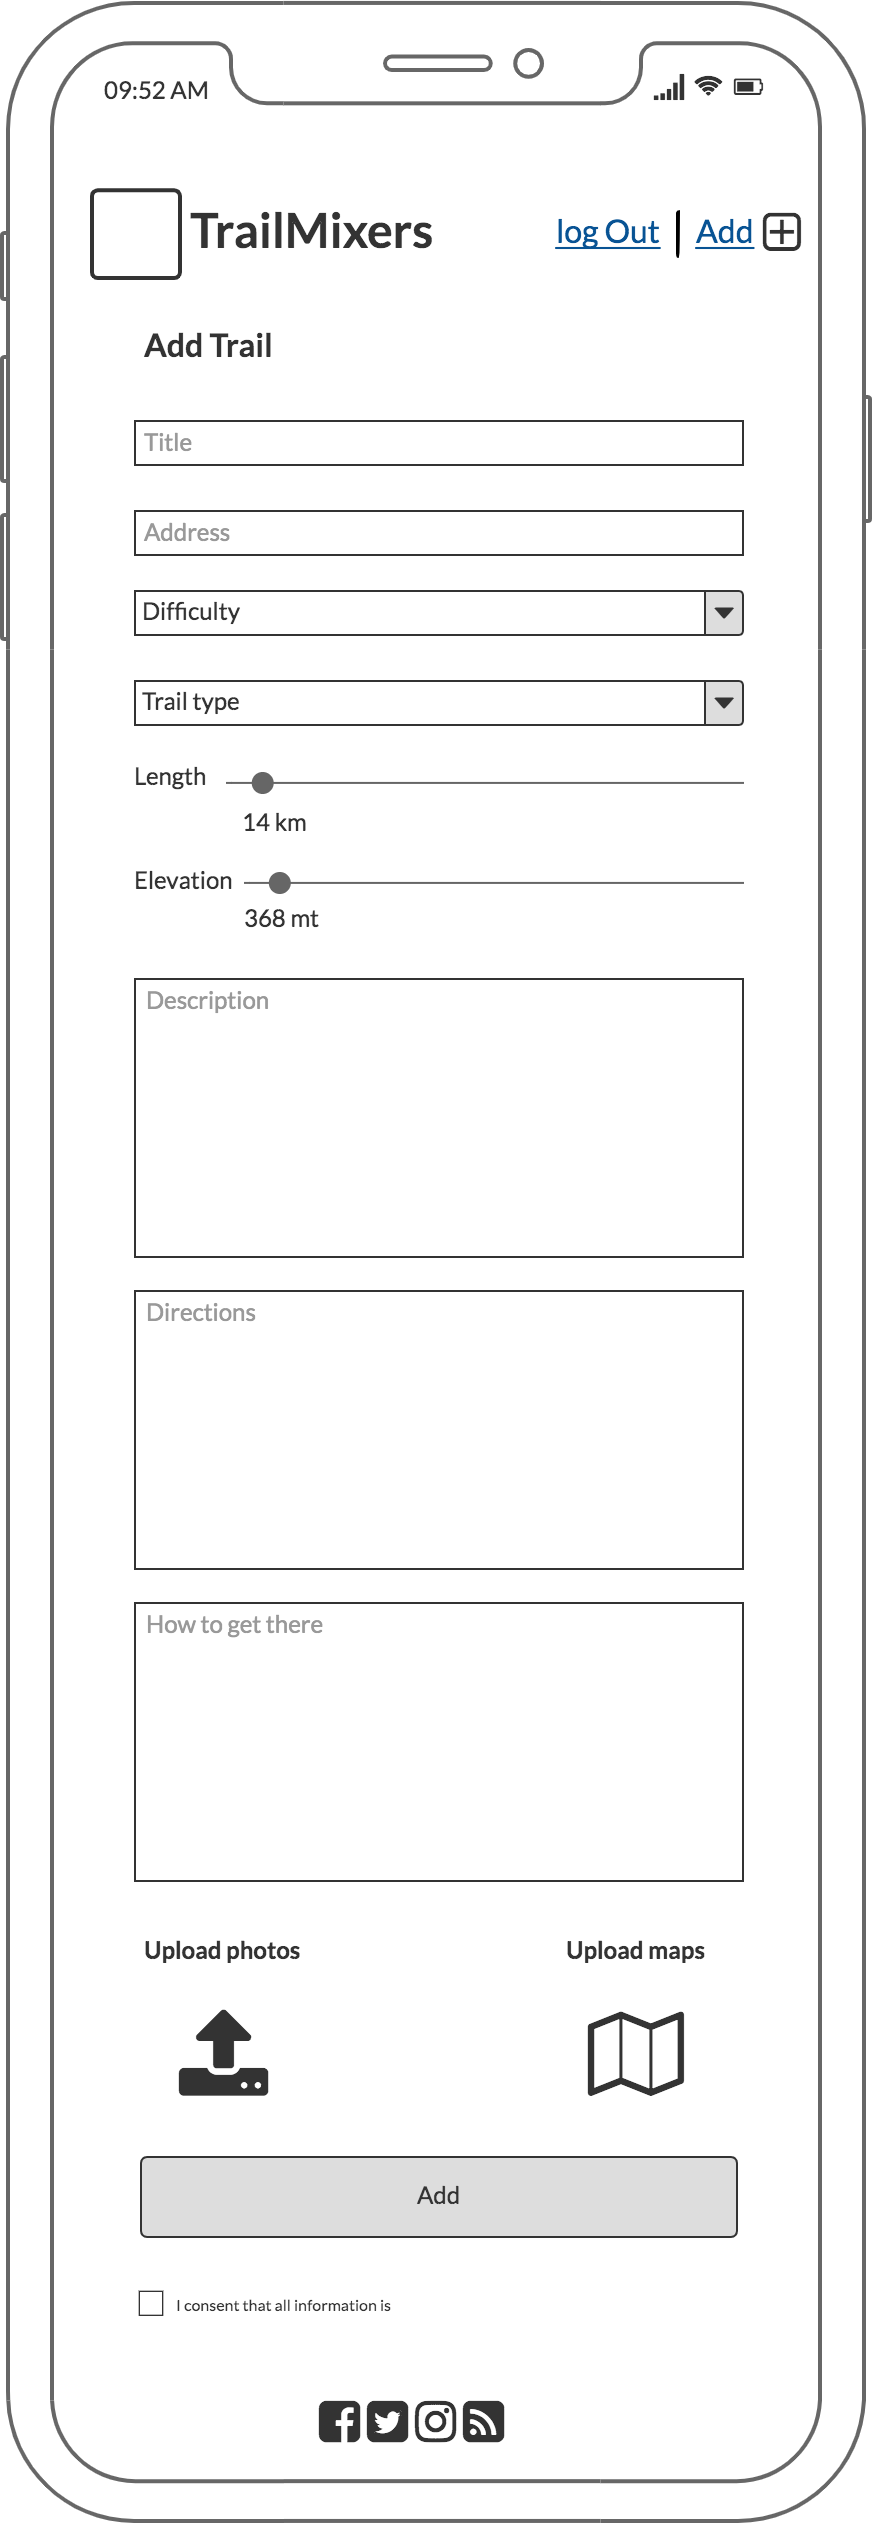 09:52 AM
TrailMixers
log Out
Add
Add Trail
Title
Address
Difficulty
Trail type
Length
14 km
Elevation
368 mt
Description
Directions
How to get there
Upload photos
Upload maps
Add
I consent that all information is